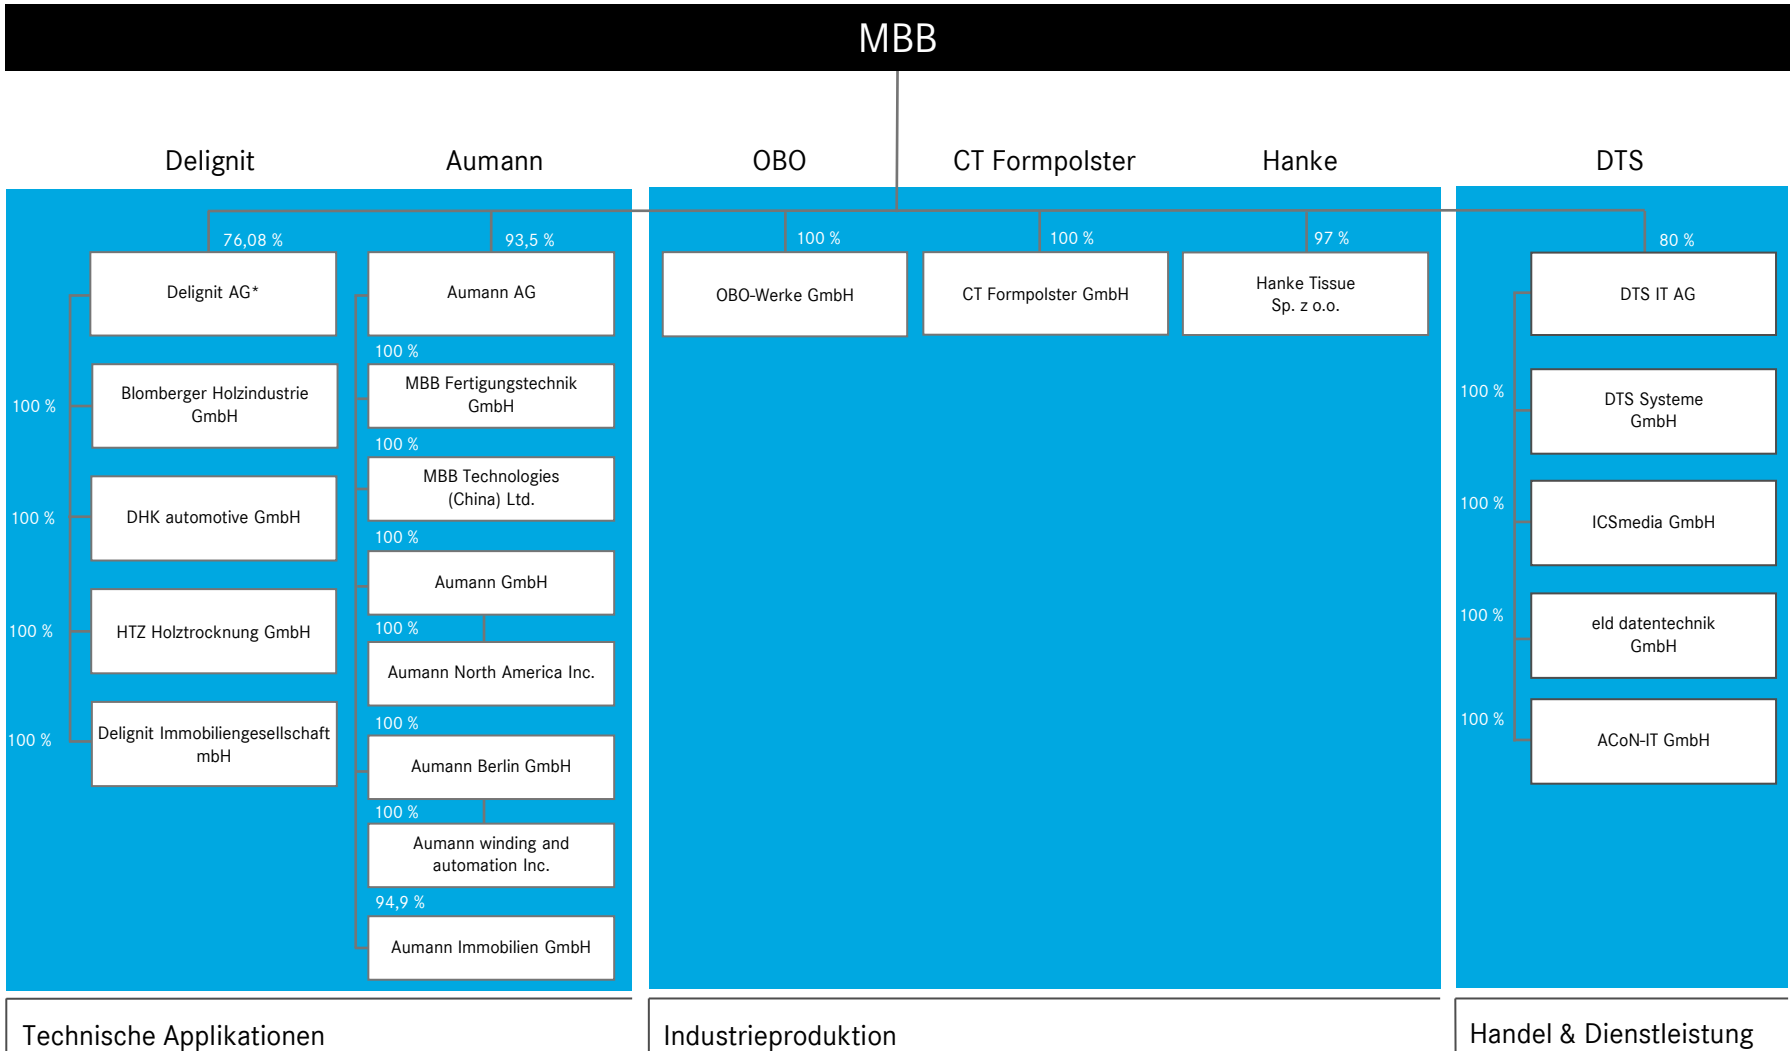 MBB
Delignit
Aumann
OBO
CT Formpolster
Hanke
DTS
76,08 %
Delignit AG*
100 %
Blomberger Holzindustrie
GmbH
100 %
DHK automotive GmbH
100 %
HTZ Holztrocknung GmbH
100 %
Delignit Immobiliengesellschaft
mbH
93,5 %
Aumann AG
100 %
MBB Fertigungstechnik
GmbH
100 %
MBB Technologies
(China) Ltd.
100 %
Aumann GmbH
100 %
Aumann North America Inc.
100 %
Aumann Berlin GmbH
100 %
Aumann winding and
automation Inc.
94,9 %
Aumann Immobilien GmbH
100 %
OBO-Werke GmbH
100 %
CT Formpolster GmbH
97 %
Hanke Tissue
Sp. z o.o.
80 %
DTS IT AG
100 %
DTS Systeme
GmbH
100 %
ICSmedia GmbH
100 %
eld datentechnik
GmbH
100 %
ACoN-IT GmbH
Technische Applikationen
Industrieproduktion
Handel & Dienstleistung